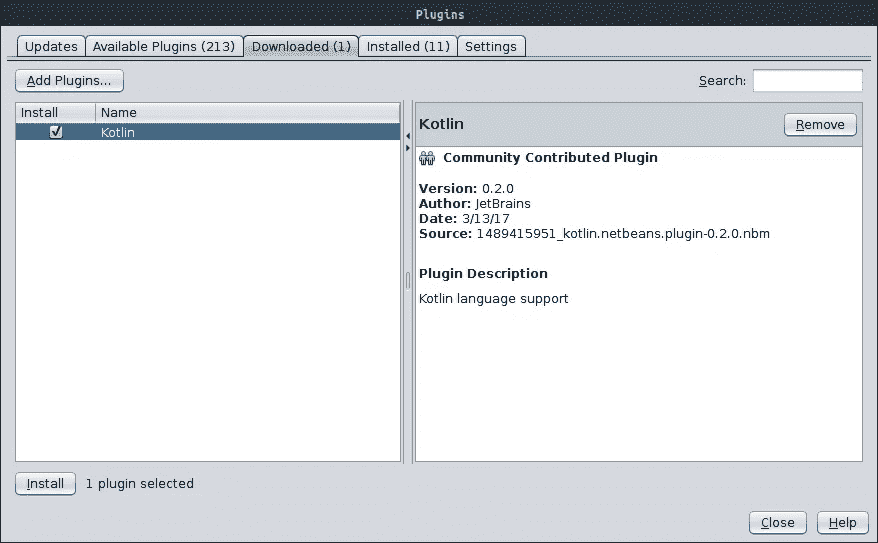 Plugins
Updates Available Plugins (213) Downloaded (1) Installed (11) Settings
Add Plugins... Search:
Install Name
Kotlin
Kotlin Remove
Community Contributed Plugin
Version: 0.2.0
Author: JetBrains
Date: 3/13/17
Source: 1489415951_kotlin.netbeans.plugin-0.2.0.nbm
Plugin Description
Kotlin language support
Install 1 plugin selected
Close Help